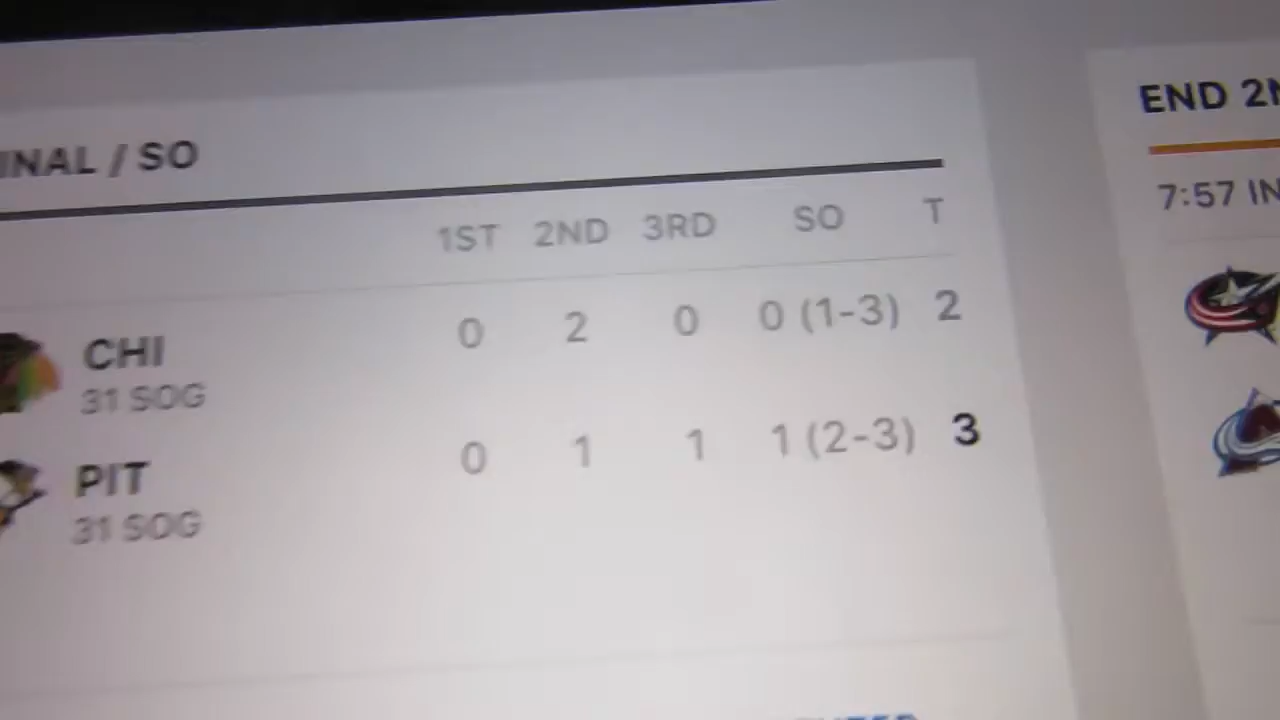 INAL / SO
1ST 2ND 3RD SO T
CHI 0 2 0 0 (1-3) 2
31 SOG
PIT 0 1 1 1 (2-3) 3
31 SOG
END 2N
7:57 IN